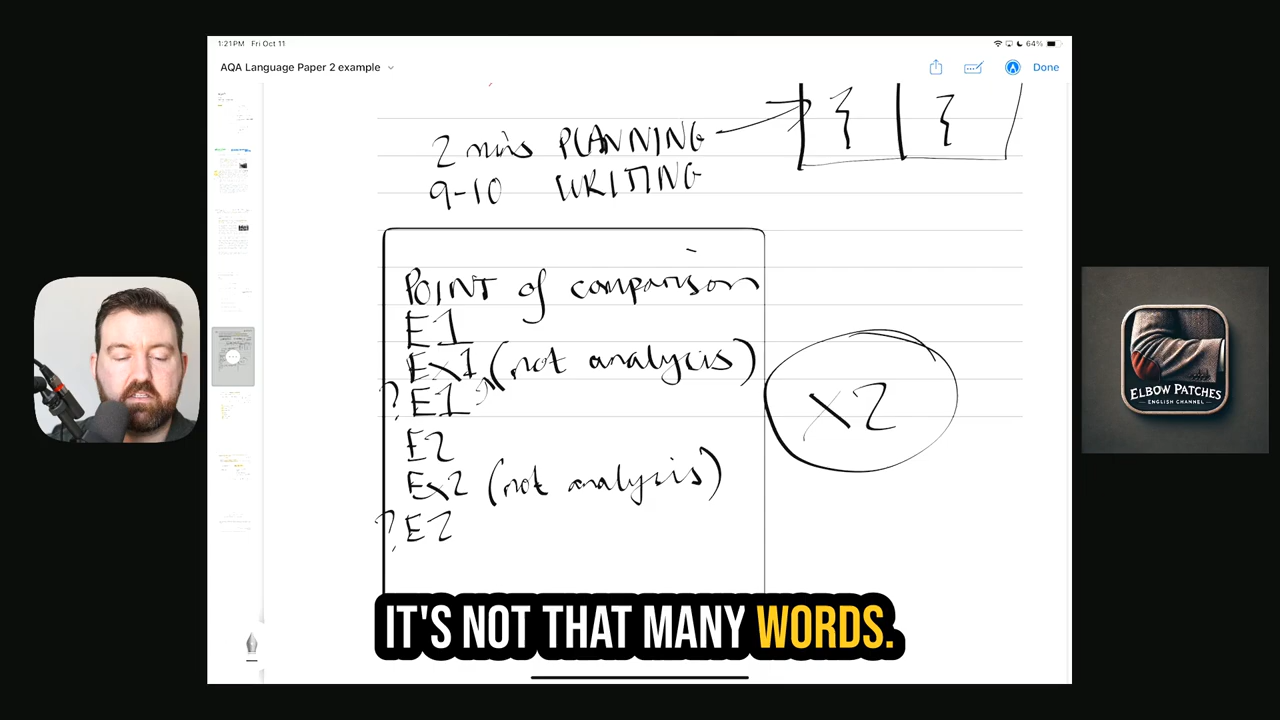 1:21 PM Fri Oct 11
64%
AQA Language Paper 2 example
Done
2 mins PLANNING
9-10 WRITING
POINT of comparison
E1
Ex1 (not analysis)
? E1
E2
Ex2 (not analysis)
? E2
x2
ELBOW PATCHES
ENGLISH CHANNEL
IT'S NOT THAT MANY WORDS.